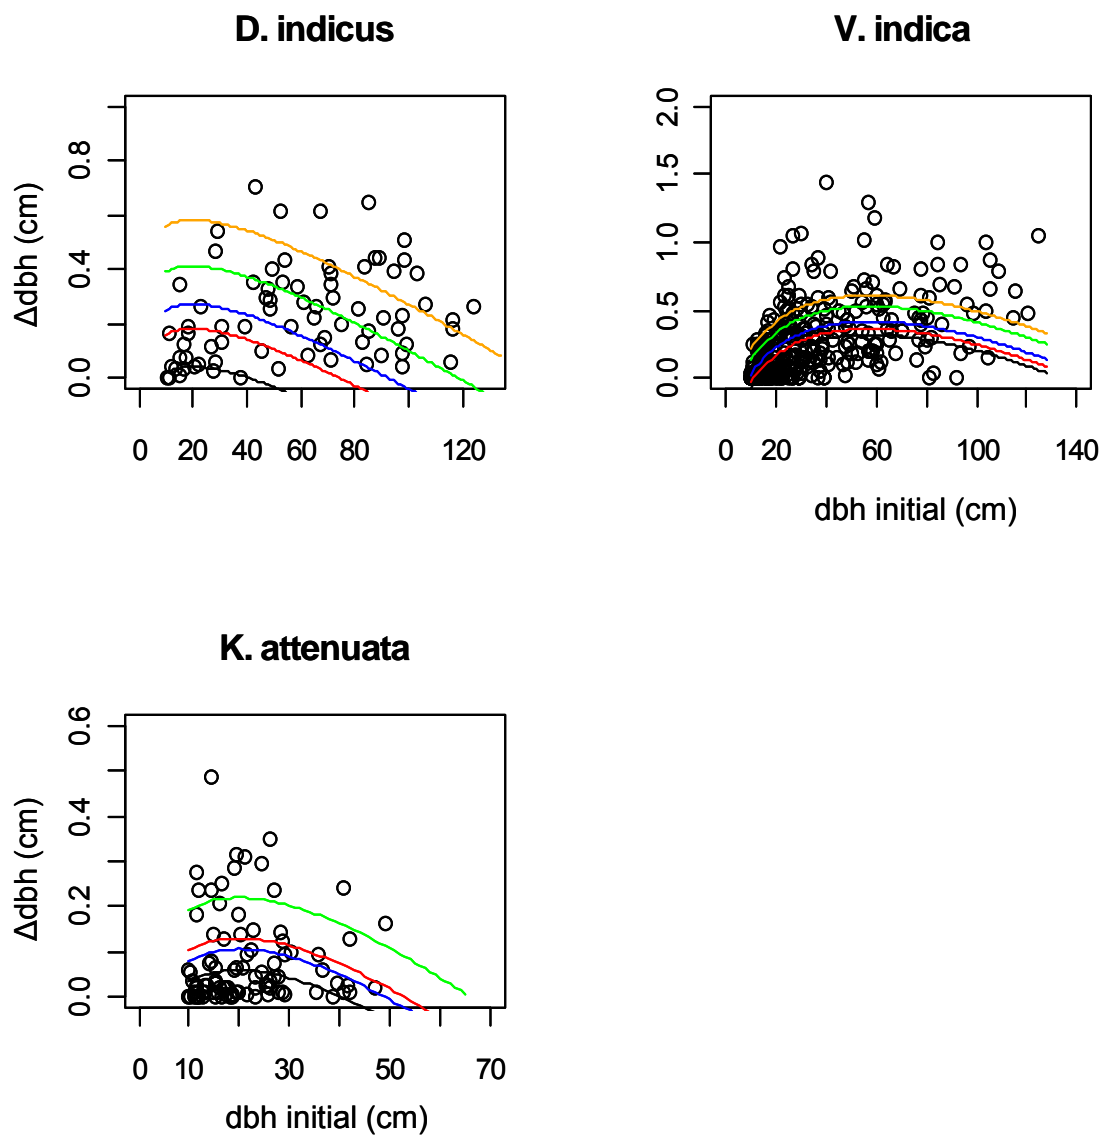 D. indicus
Δdbh (cm)
0.8
0.4
0.0
0 20 40 60 80 120
V. indica
2.0
1.5
1.0
0.5
0.0
0 20 60 100 140
dbh initial (cm)
K. attenuata
Δdbh (cm)
0.6
0.4
0.2
0.0
0 10 30 50 70
dbh initial (cm)